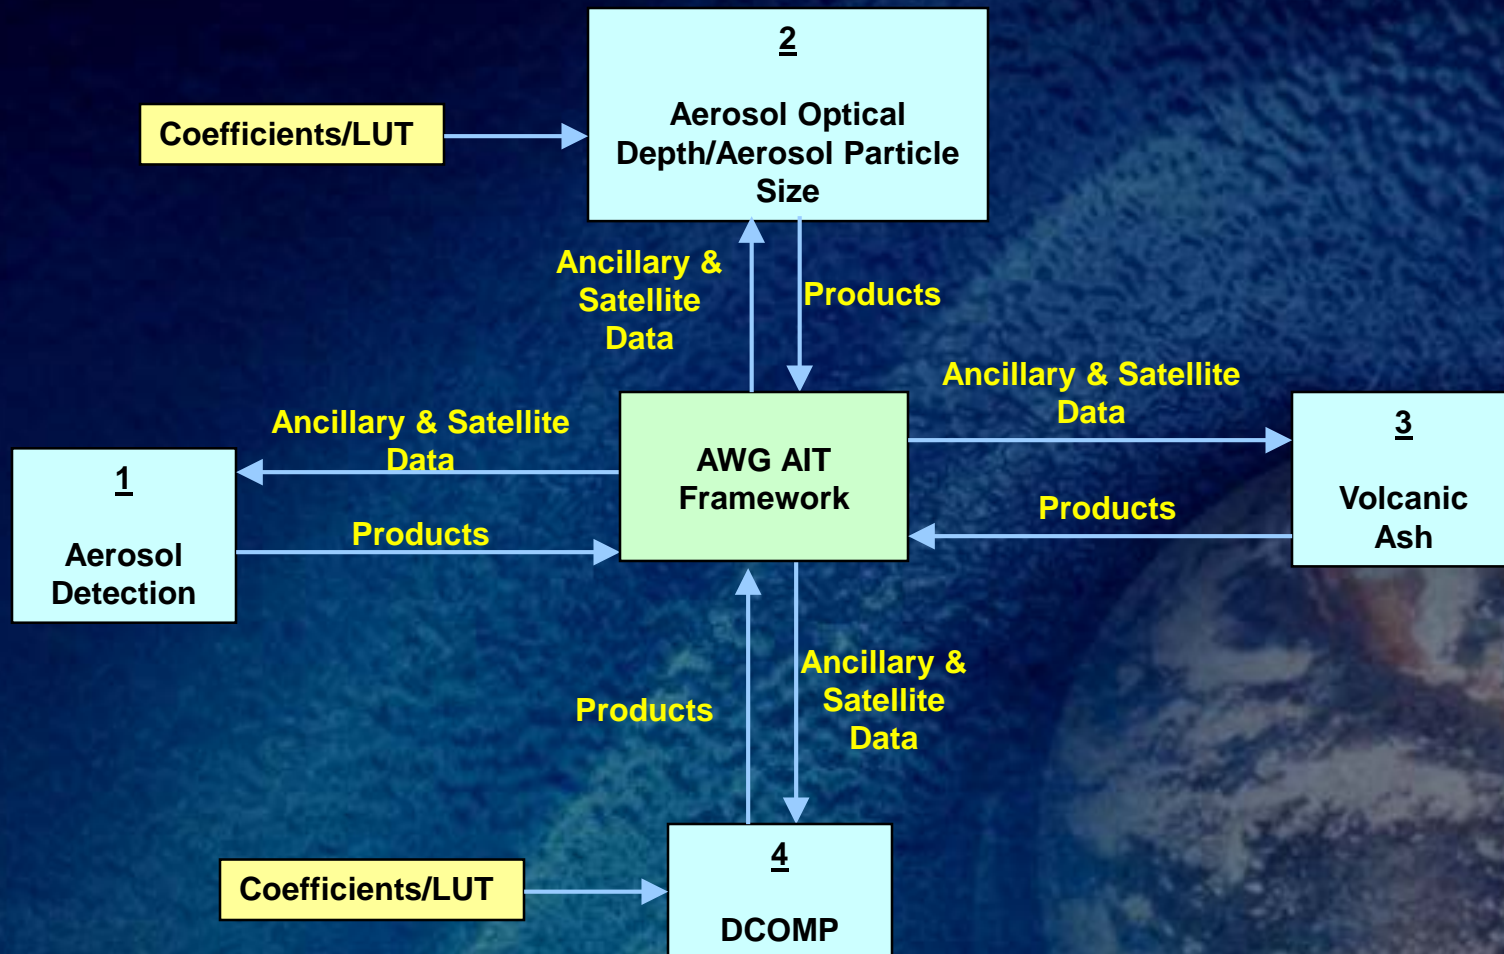 2
Aerosol Optical
Depth/Aerosol Particle
Size
Coefficients/LUT
Ancillary &
Satellite
Data
Products
Ancillary & Satellite
Data
Ancillary & Satellite
Data
1
Aerosol
Detection
Products
AWG AIT
Framework
Products
3
Volcanic
Ash
Products
Ancillary &
Satellite
Data
Coefficients/LUT
4
DCOMP